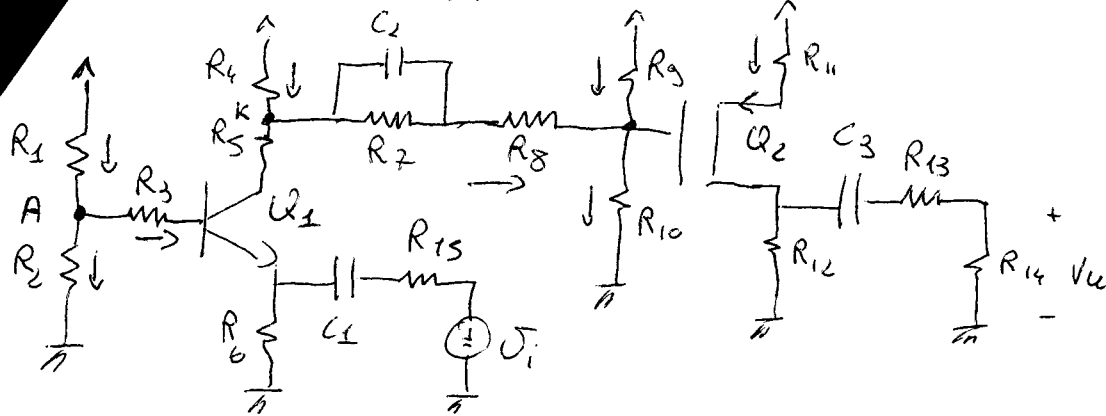 C2
R4
R9
R11
K
R1
R5
R7
R8
Q2
C3
R13
R3
A
Q1
R2
R15
R10
R12
R14
+
Vu
-
R6
C1
+
-
Vi